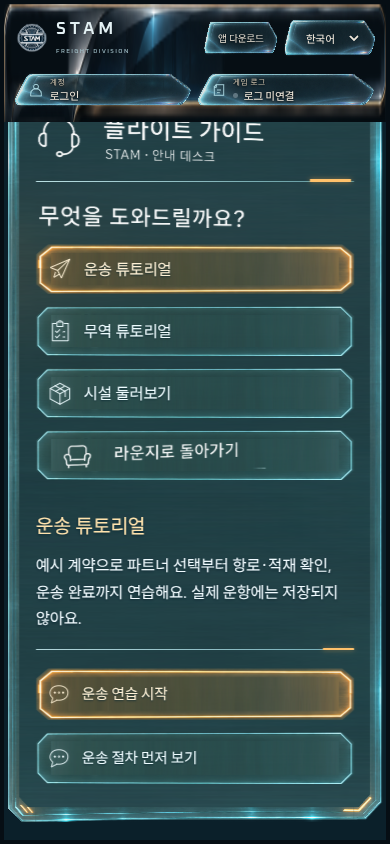 STAM
STAM
FREIGHT DIVISION
앱 다운로드
한국어
계정
로그인
게임 로그
로그 미연결
플라이트 가이드
STAM · 안내 데스크
무엇을 도와드릴까요?
운송 튜토리얼
무역 튜토리얼
시설 둘러보기
라운지로 돌아가기
운송 튜토리얼
예시 계약으로 파트너 선택부터 항로·적재 확인,
운송 완료까지 연습해요. 실제 운항에는 저장되지
않아요.
운송 연습 시작
운송 절차 먼저 보기